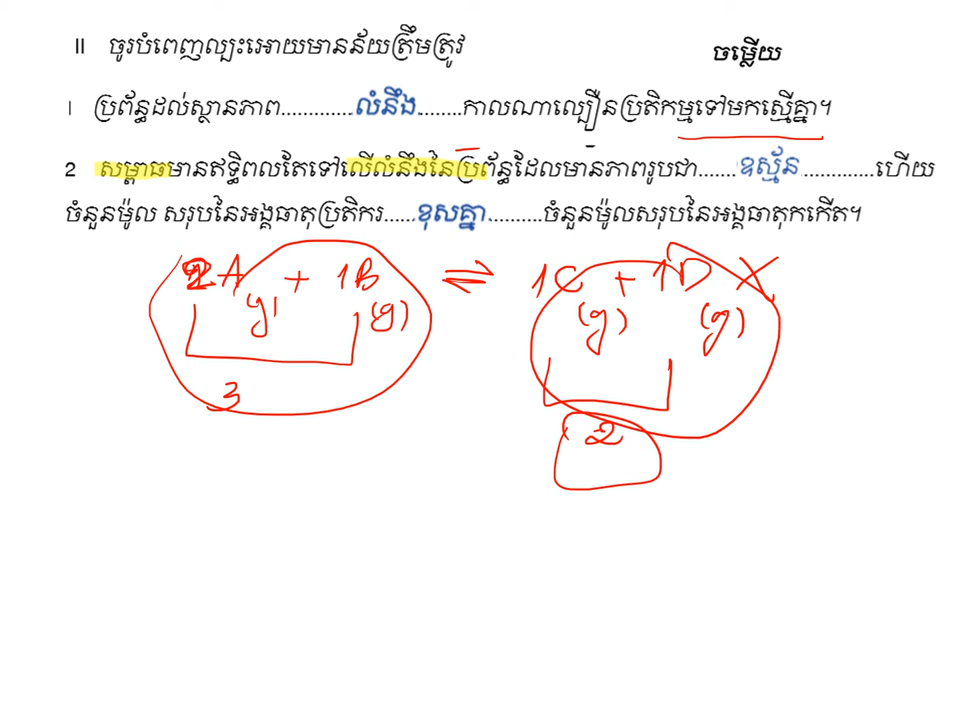 II ចូរបំពេញល្បះអោយមានន័យត្រឹមត្រូវ
ចម្លើយ
1 ប្រព័ន្ធដល់ស្ថានភាព.............លំនឹង........កាលណាល្បឿនប្រតិកម្មទៅមកស្មើគ្នា។
2 សម្ពាធមានឥទ្ធិពលតែទៅលើលំនឹងនៃប្រព័ន្ធដែលមានភាពរូបជា.......ឧស្ម័ន.............ហើយ
ចំនួនម៉ូល សរុបនៃអង្គធាតុប្រតិករ......ខុសគ្នា..........ចំនួនម៉ូលសរុបនៃអង្គធាតុកកើត។
2A + 1B ⇌ 1C + 1D
(g) (g) (g) (g)
3 2